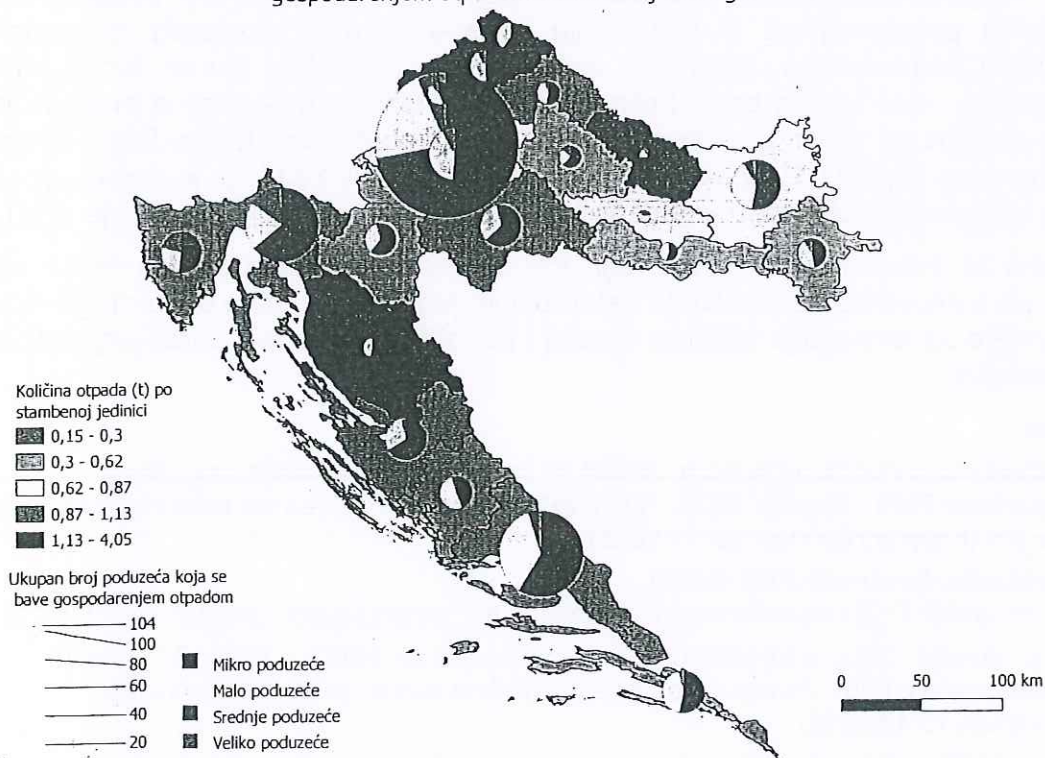 gospodarenjem
Količina otpada (t) po
stambenoj jedinici
0,15 - 0,3
0,3 - 0,62
0,62 - 0,87
0,87 - 1,13
1,13 - 4,05
Ukupan broj poduzeća koja se
bave gospodarenjem otpadom
104
100
80
60
40
20
Mikro poduzeće
Malo poduzeće
Srednje poduzeće
Veliko poduzeće
0 50 100 km